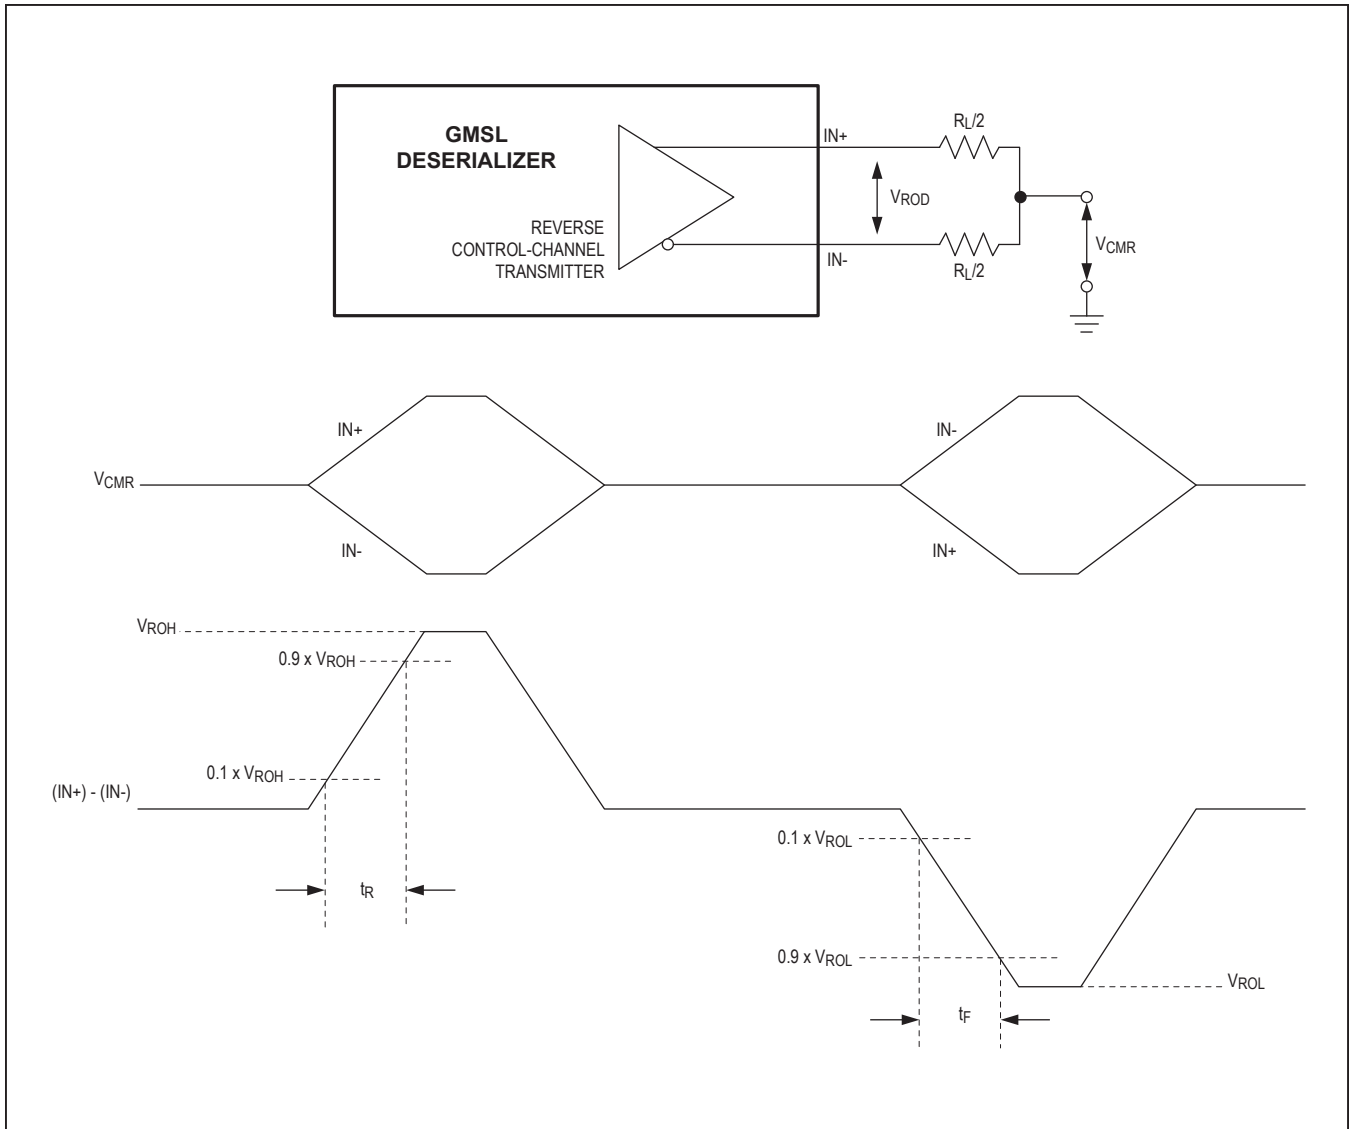 GMSL
DESERIALIZER
REVERSE
CONTROL-CHANNEL
TRANSMITTER
IN+
IN-
RL/2
VROD
RL/2
VCMR
IN+
IN-
VCMR
IN-
IN+
VROH
0.9 x VROH
0.1 x VROH
(IN+) - (IN-)
tR
0.1 x VROL
0.9 x VROL
VROL
tF